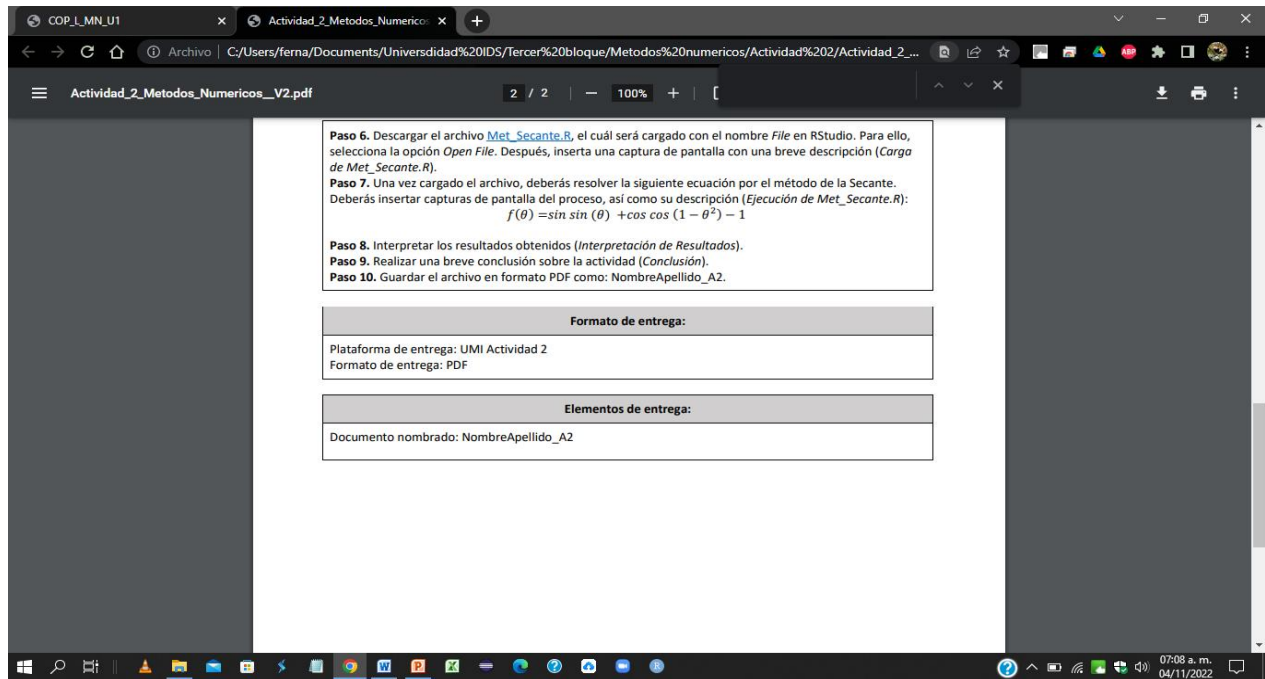 COP_L_MN_U1
Actividad_2_Metodos_Numericos
Archivo C:/Users/ferna/Documents/Universdidad%20IDS/Tercer%20bloque/Metodos%20numericos/Actividad%202/Actividad_2_...
ABP
Actividad_2_Metodos_Numericos__V2.pdf
2 / 2 | − 100% +
Paso 6. Descargar el archivo Met_Secante.R, el cuál será cargado con el nombre File en RStudio. Para ello,
selecciona la opción Open File. Después, inserta una captura de pantalla con una breve descripción (Carga
de Met_Secante.R).
Paso 7. Una vez cargado el archivo, deberás resolver la siguiente ecuación por el método de la Secante.
Deberás insertar capturas de pantalla del proceso, así como su descripción (Ejecución de Met_Secante.R):
f(θ) =sin sin (θ) +cos cos (1 − θ²) − 1
Paso 8. Interpretar los resultados obtenidos (Interpretación de Resultados).
Paso 9. Realizar una breve conclusión sobre la actividad (Conclusión).
Paso 10. Guardar el archivo en formato PDF como: NombreApellido_A2.
Formato de entrega:
Plataforma de entrega: UMI Actividad 2
Formato de entrega: PDF
Elementos de entrega:
Documento nombrado: NombreApellido_A2
07:08 a. m.
04/11/2022